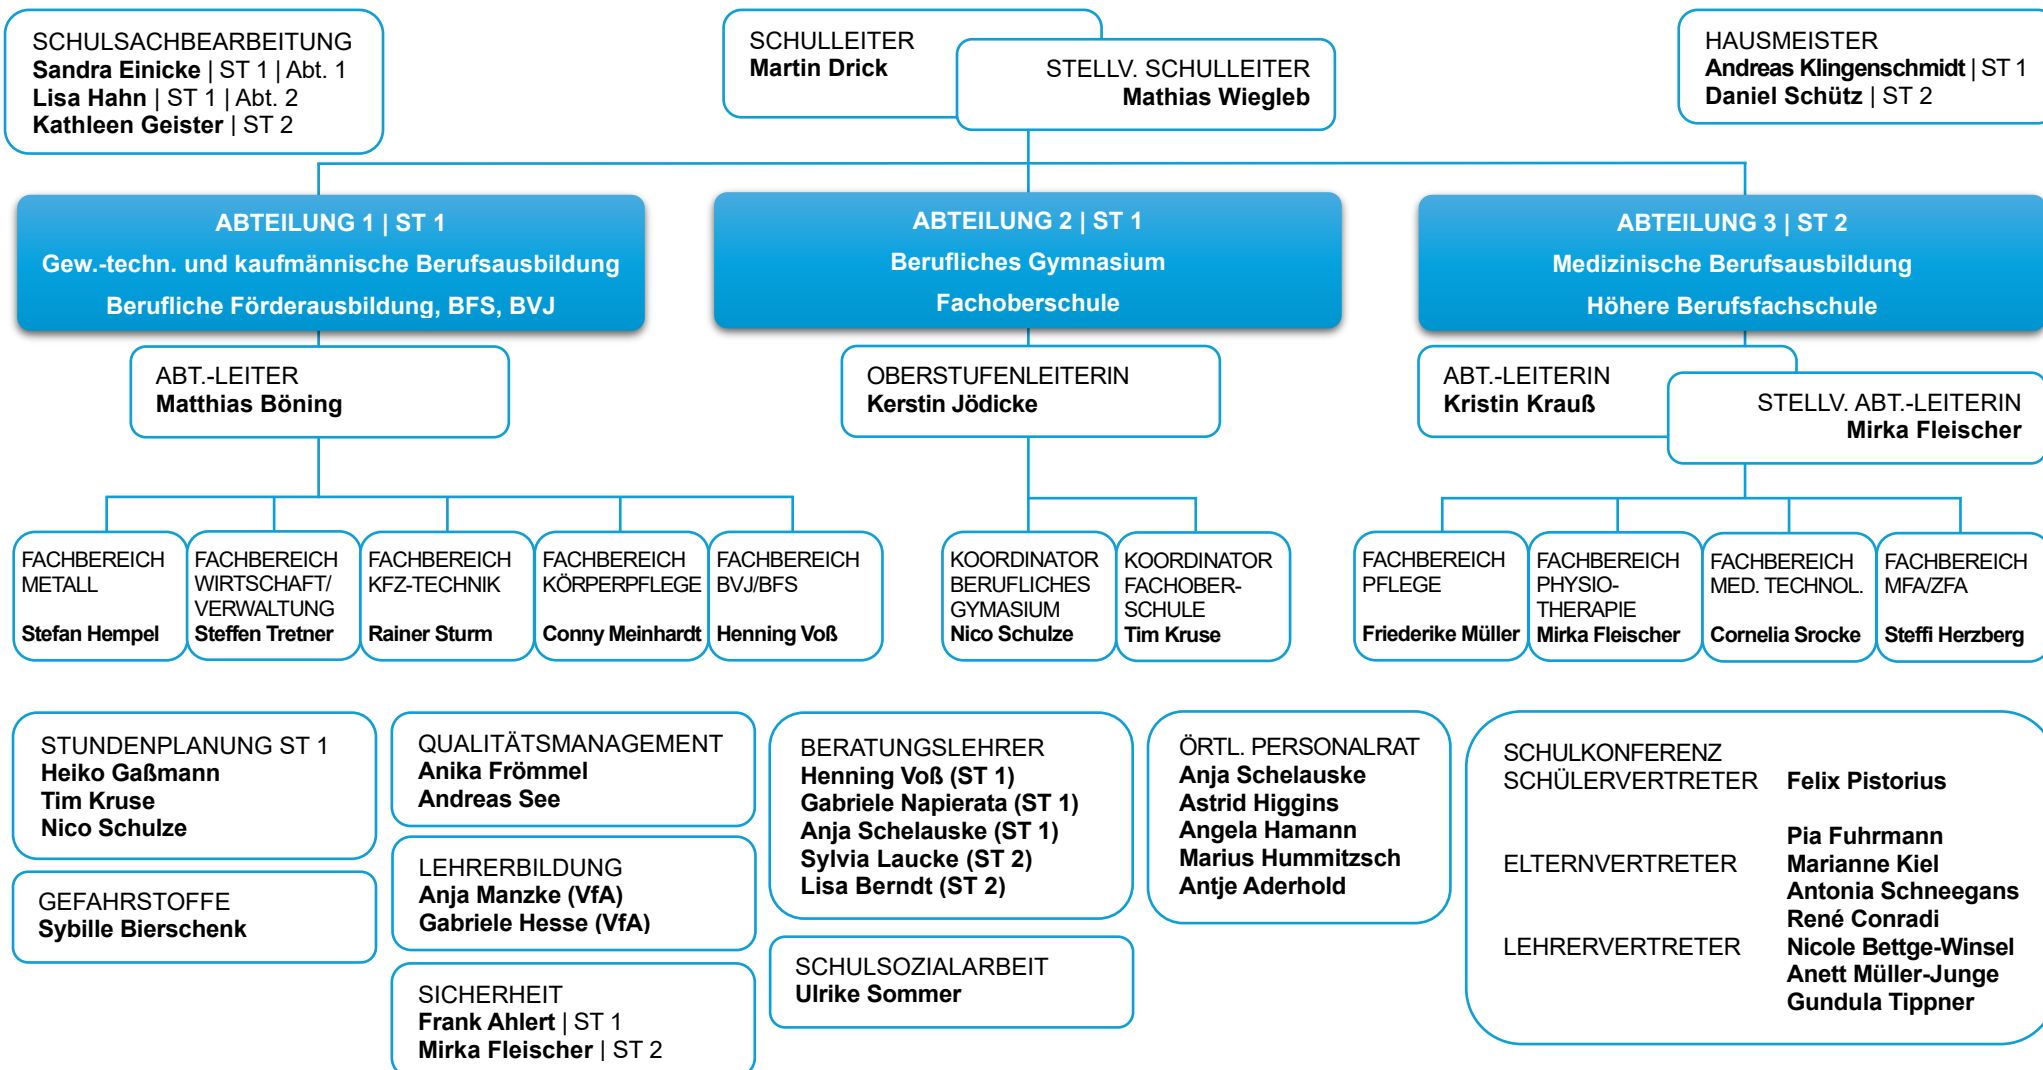 SCHULSACHBEARBEITUNG
Sandra Einicke | ST 1 | Abt. 1
Lisa Hahn | ST 1 | Abt. 2
Kathleen Geister | ST 2
SCHULLEITER
Martin Drick
STELLV. SCHULLEITER
Mathias Wiegleb
HAUSMEISTER
Andreas Klingenschmidt | ST 1
Daniel Schütz | ST 2
ABTEILUNG 1 | ST 1
Gew.-techn. und kaufmännische Berufsausbildung
Berufliche Förderausbildung, BFS, BVJ
ABTEILUNG 2 | ST 1
Berufliches Gymnasium
Fachoberschule
ABTEILUNG 3 | ST 2
Medizinische Berufsausbildung
Höhere Berufsfachschule
ABT.-LEITER
Matthias Böning
OBERSTUFENLEITERIN
Kerstin Jödicke
ABT.-LEITERIN
Kristin Krauß
STELLV. ABT.-LEITERIN
Mirka Fleischer
FACHBEREICH
METALL
Stefan Hempel
FACHBEREICH
WIRTSCHAFT/
VERWALTUNG
Steffen Tretner
FACHBEREICH
KFZ-TECHNIK
Rainer Sturm
FACHBEREICH
KÖRPERPFLEGE
Conny Meinhardt
FACHBEREICH
BVJ/BFS
Henning Voß
KOORDINATOR
BERUFLICHES
GYMASIUM
Nico Schulze
KOORDINATOR
FACHOBER-
SCHULE
Tim Kruse
FACHBEREICH
PFLEGE
Friederike Müller
FACHBEREICH
PHYSIO-
THERAPIE
Mirka Fleischer
FACHBEREICH
MED. TECHNOL.
Cornelia Srocke
FACHBEREICH
MFA/ZFA
Steffi Herzberg
STUNDENPLANUNG ST 1
Heiko Gaßmann
Tim Kruse
Nico Schulze
GEFAHRSTOFFE
Sybille Bierschenk
QUALITÄTSMANAGEMENT
Anika Frömmel
Andreas See
LEHRERBILDUNG
Anja Manzke (VfA)
Gabriele Hesse (VfA)
SICHERHEIT
Frank Ahlert | ST 1
Mirka Fleischer | ST 2
BERATUNGSLEHRER
Henning Voß (ST 1)
Gabriele Napierata (ST 1)
Anja Schelauske (ST 1)
Sylvia Laucke (ST 2)
Lisa Berndt (ST 2)
SCHULSOZIALARBEIT
Ulrike Sommer
ÖRTL. PERSONALRAT
Anja Schelauske
Astrid Higgins
Angela Hamann
Marius Hummitzsch
Antje Aderhold
SCHULKONFERENZ
SCHÜLERVERTRETER Felix Pistorius
Pia Fuhrmann
ELTERNVERTRETER Marianne Kiel
Antonia Schneegans
René Conradi
LEHRERVERTRETER Nicole Bettge-Winsel
Anett Müller-Junge
Gundula Tippner